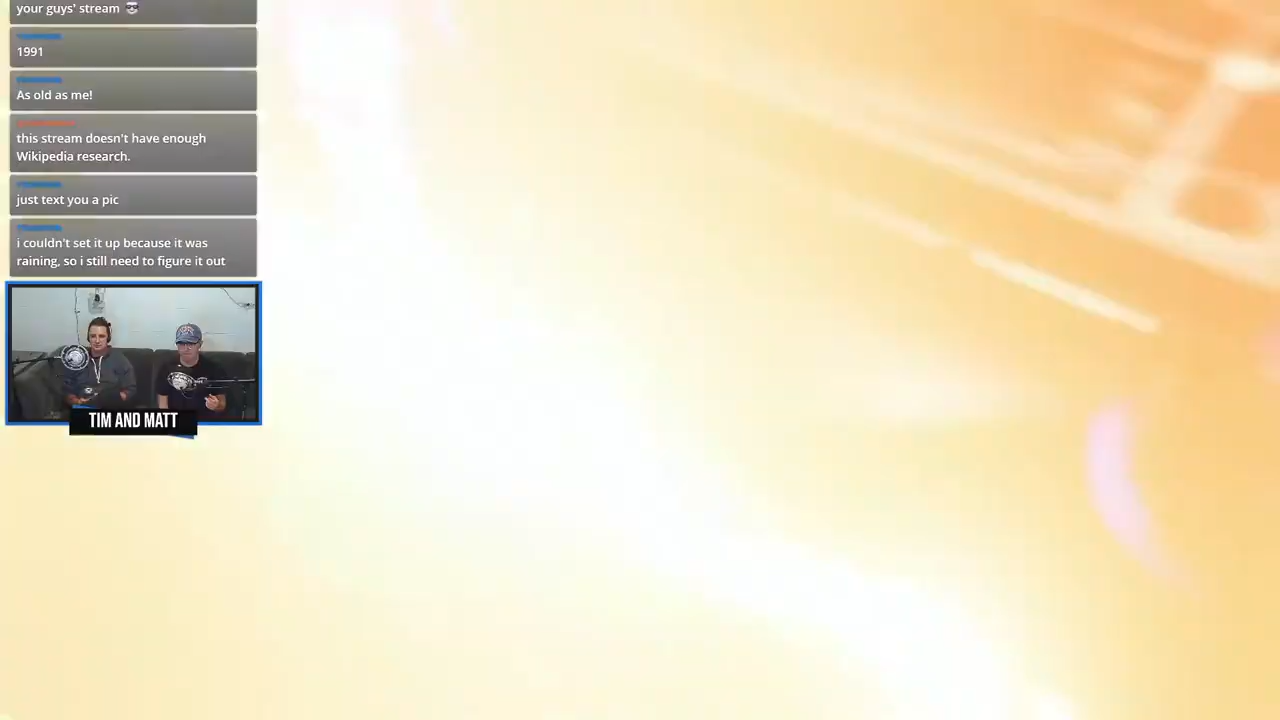 your guys' stream 😎
1991
As old as me!
this stream doesn't have enough
Wikipedia research.
just text you a pic
i couldn't set it up because it was
raining, so i still need to figure it out
TIM AND MATT